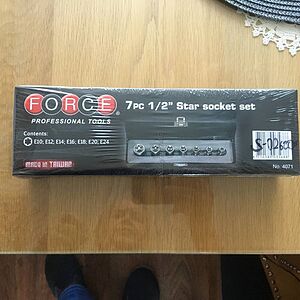 FORCE
PROFESSIONAL TOOLS
7PC 1/2" Star socket set
Contents:
E10, E12, E14, E16, E18, E20, E24
MADE IN TAIWAN
No. 4071